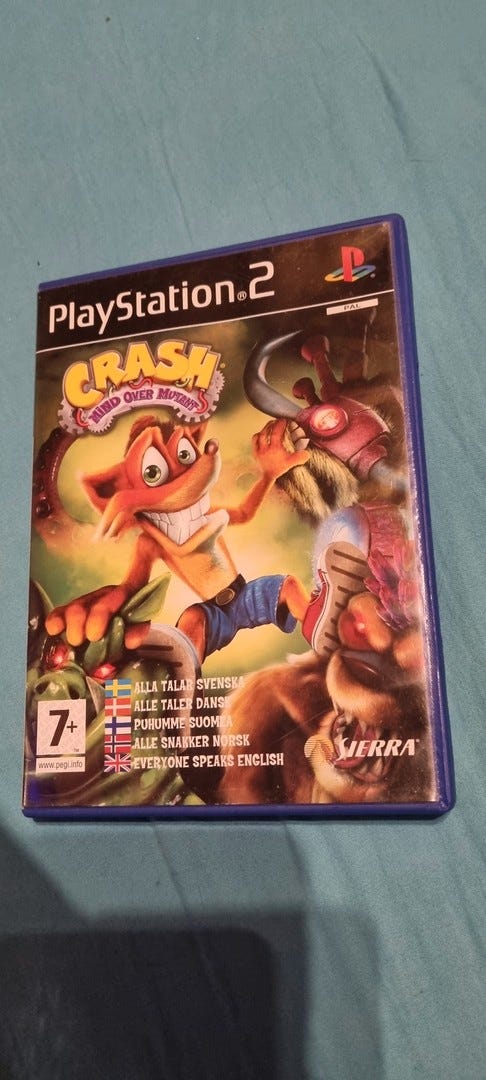 PlayStation®2
PAL
CRASH
MIND OVER MUTANT
ALLA TALAR SVENSKA
ALLE TALER DANSK
PUHUMME SUOMEA
ALLE SNAKKER NORSK
EVERYONE SPEAKS ENGLISH
7+
www.pegi.info
SIERRA